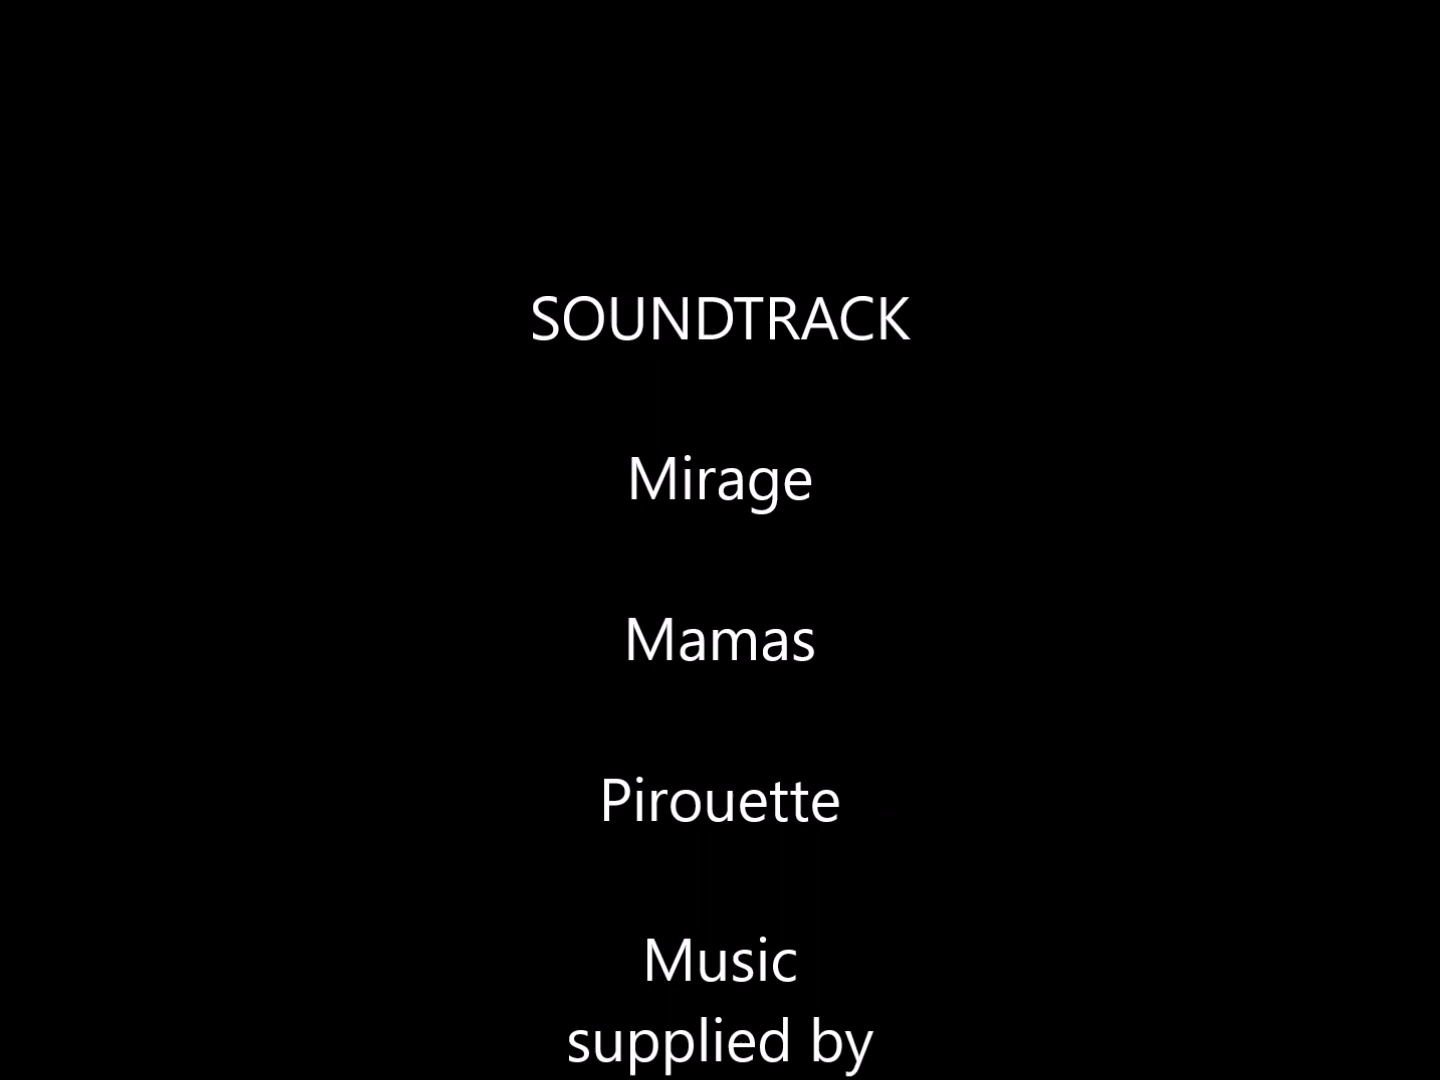 SOUNDTRACK
Mirage
Mamas
Pirouette
Music
supplied by